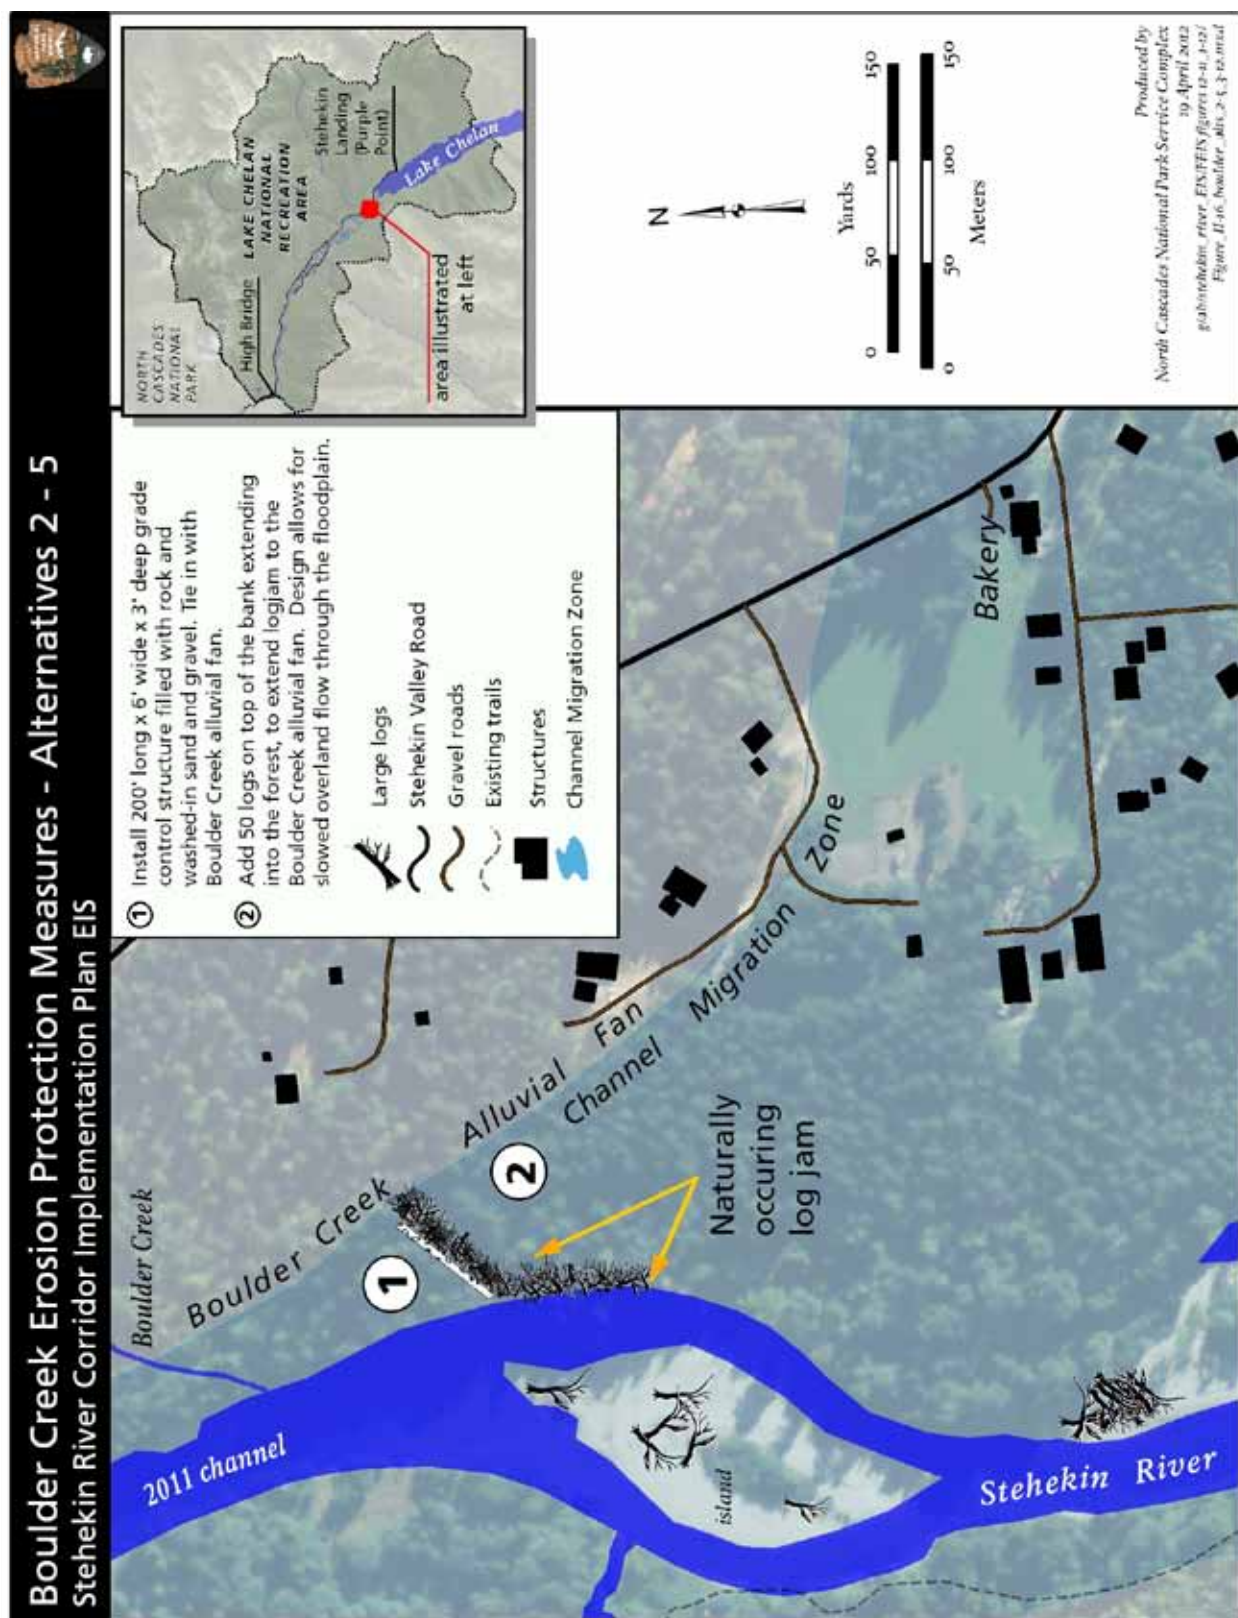 Boulder Creek Erosion Protection Measures - Alternatives 2 - 5
Stehekin River Corridor Implementation Plan EIS
1 Install 200' long x 6' wide x 3' deep grade
control structure filled with rock and
washed-in sand and gravel. Tie in with
Boulder Creek alluvial fan.
2 Add 50 logs on top of the bank extending
into the forest, to extend logjam to the
Boulder Creek alluvial fan. Design allows for
slowed overland flow through the floodplain.
Large logs
Stehekin Valley Road
Gravel roads
Existing trails
Structures
Channel Migration Zone
NORTH
CASCADES
NATIONAL
PARK
High Bridge
LAKE CHELAN
NATIONAL
RECREATION
AREA
Stehekin
Landing
(Purple
Point)
Lake Chelan
area illustrated
at left
2011 channel
Boulder Creek
Boulder Creek Alluvial Fan
Channel Migration Zone
1
2
Naturally
occuring
log jam
island
Stehekin River
Bakery
N
Yards
0 50 100 150
0 50 100 150
Meters
Produced by
North Cascades National Park Service Complex
19 April 2012